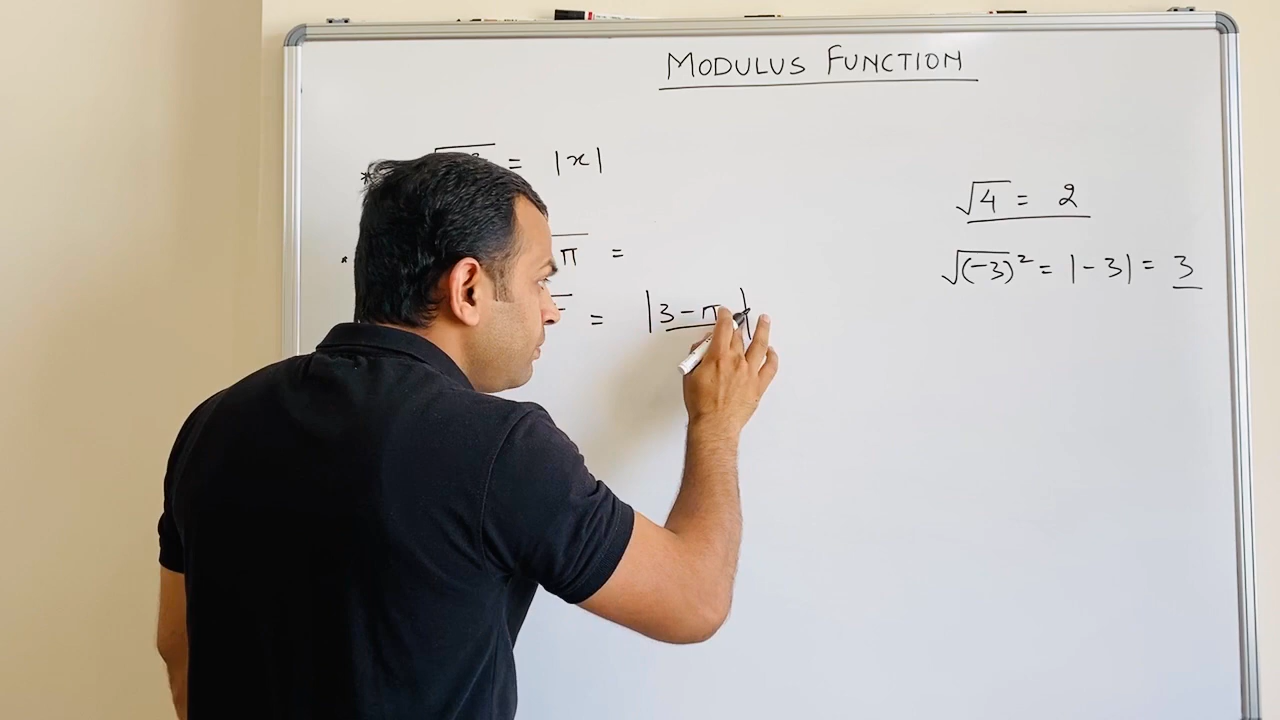 MODULUS FUNCTION
* = |x|
√4 = 2
. π =
√(-3)² = |-3| = 3
= |3-π|